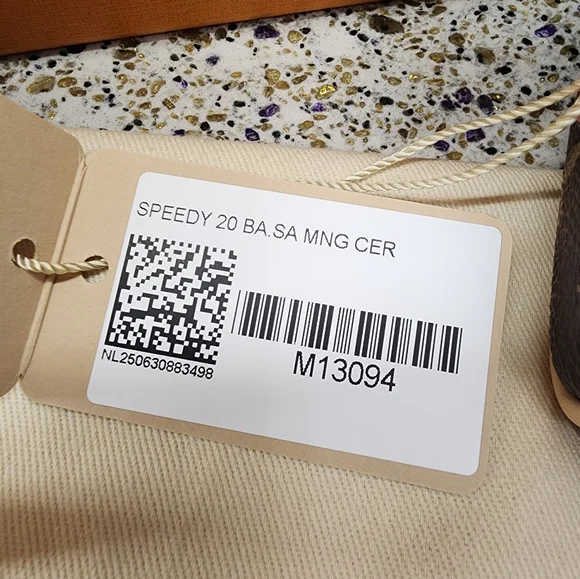 SPEEDY 20 BA.SA MNG CER
NL250630883498
M13094